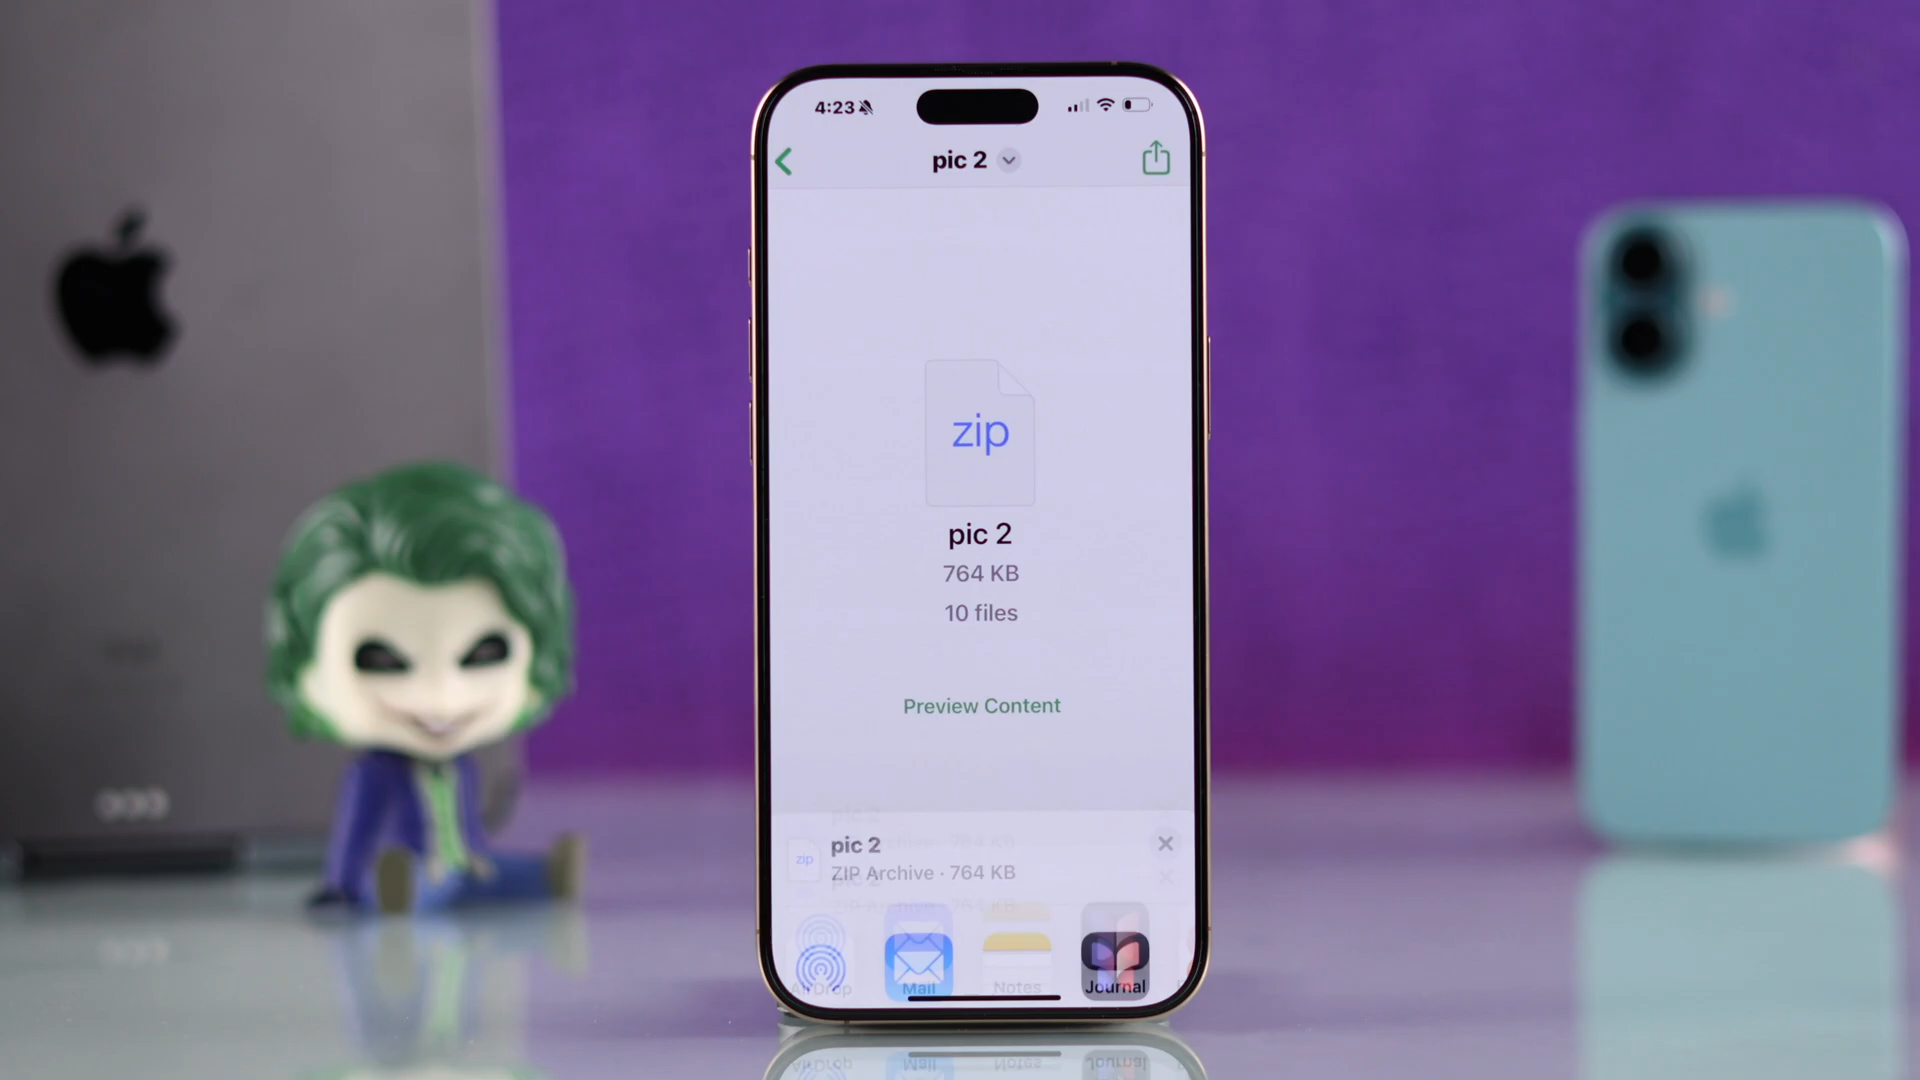 4:23
pic 2
zip
pic 2
764 KB
10 files
Preview Content
pic 2
zip
ZIP Archive · 764 KB
AirDrop
Mail
Notes
Journal